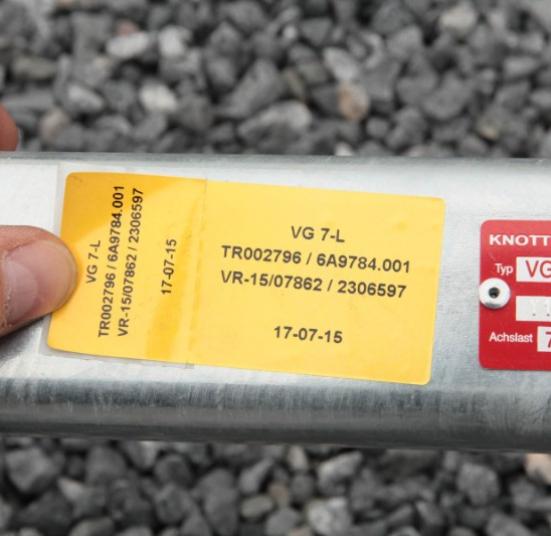 VG 7-L
TR002796 / 6A9784.001
VR-15/07862 / 2306597
17-07-15
VG 7-L
TR002796 / 6A9784.001
VR-15/07862 / 2306597
17-07-15
KNOTT
Typ VG
Achslast 7